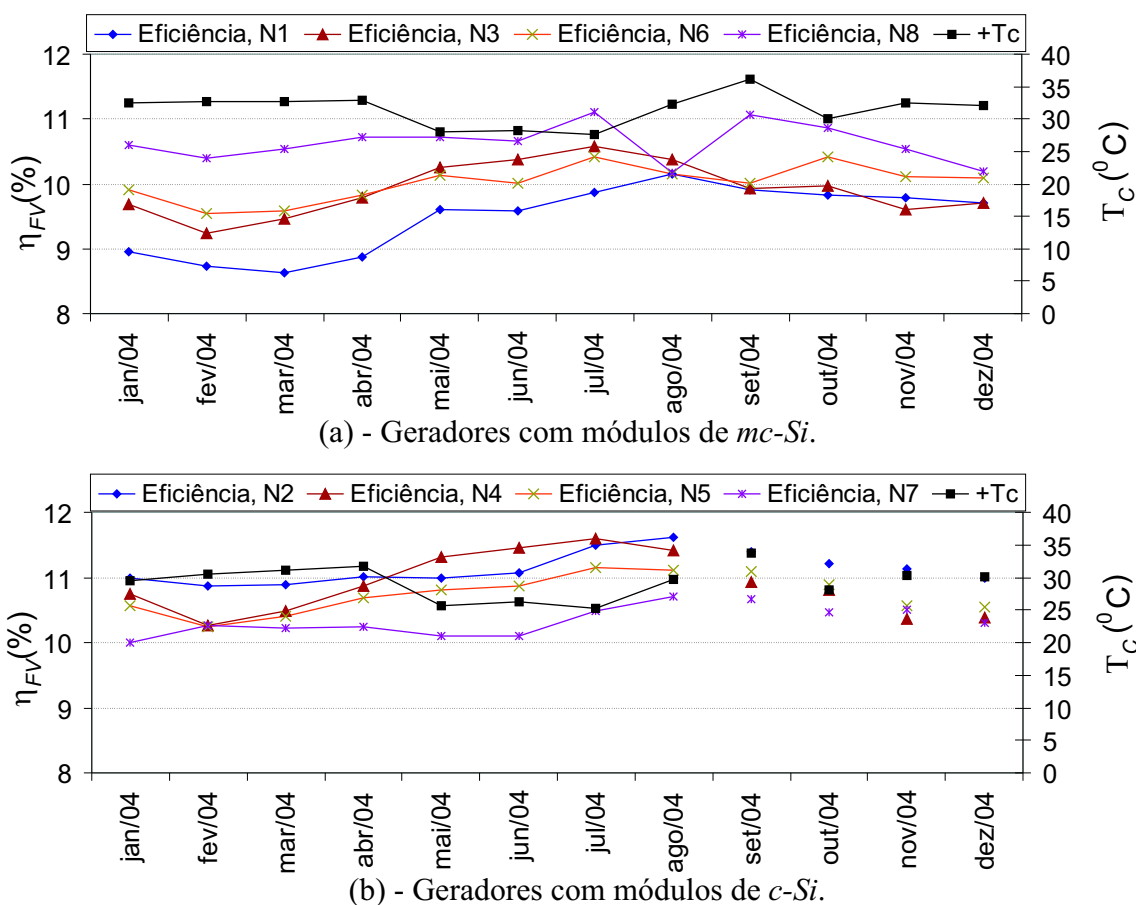 Eficiência, N1 Eficiência, N3 Eficiência, N6 Eficiência, N8 +Tc
12 40
35
11 30
25
10 20
15
9 10
5
8 0
ηFV(%)
TC (⁰C)
jan/04 fev/04 mar/04 abr/04 mai/04 jun/04 jul/04 ago/04 set/04 out/04 nov/04 dez/04
(a) - Geradores com módulos de mc-Si.
Eficiência, N2 Eficiência, N4 Eficiência, N5 Eficiência, N7 +Tc
12 40
35
11 30
25
10 20
15
9 10
5
8 0
ηFV(%)
TC (⁰C)
jan/04 fev/04 mar/04 abr/04 mai/04 jun/04 jul/04 ago/04 set/04 out/04 nov/04 dez/04
(b) - Geradores com módulos de c-Si.